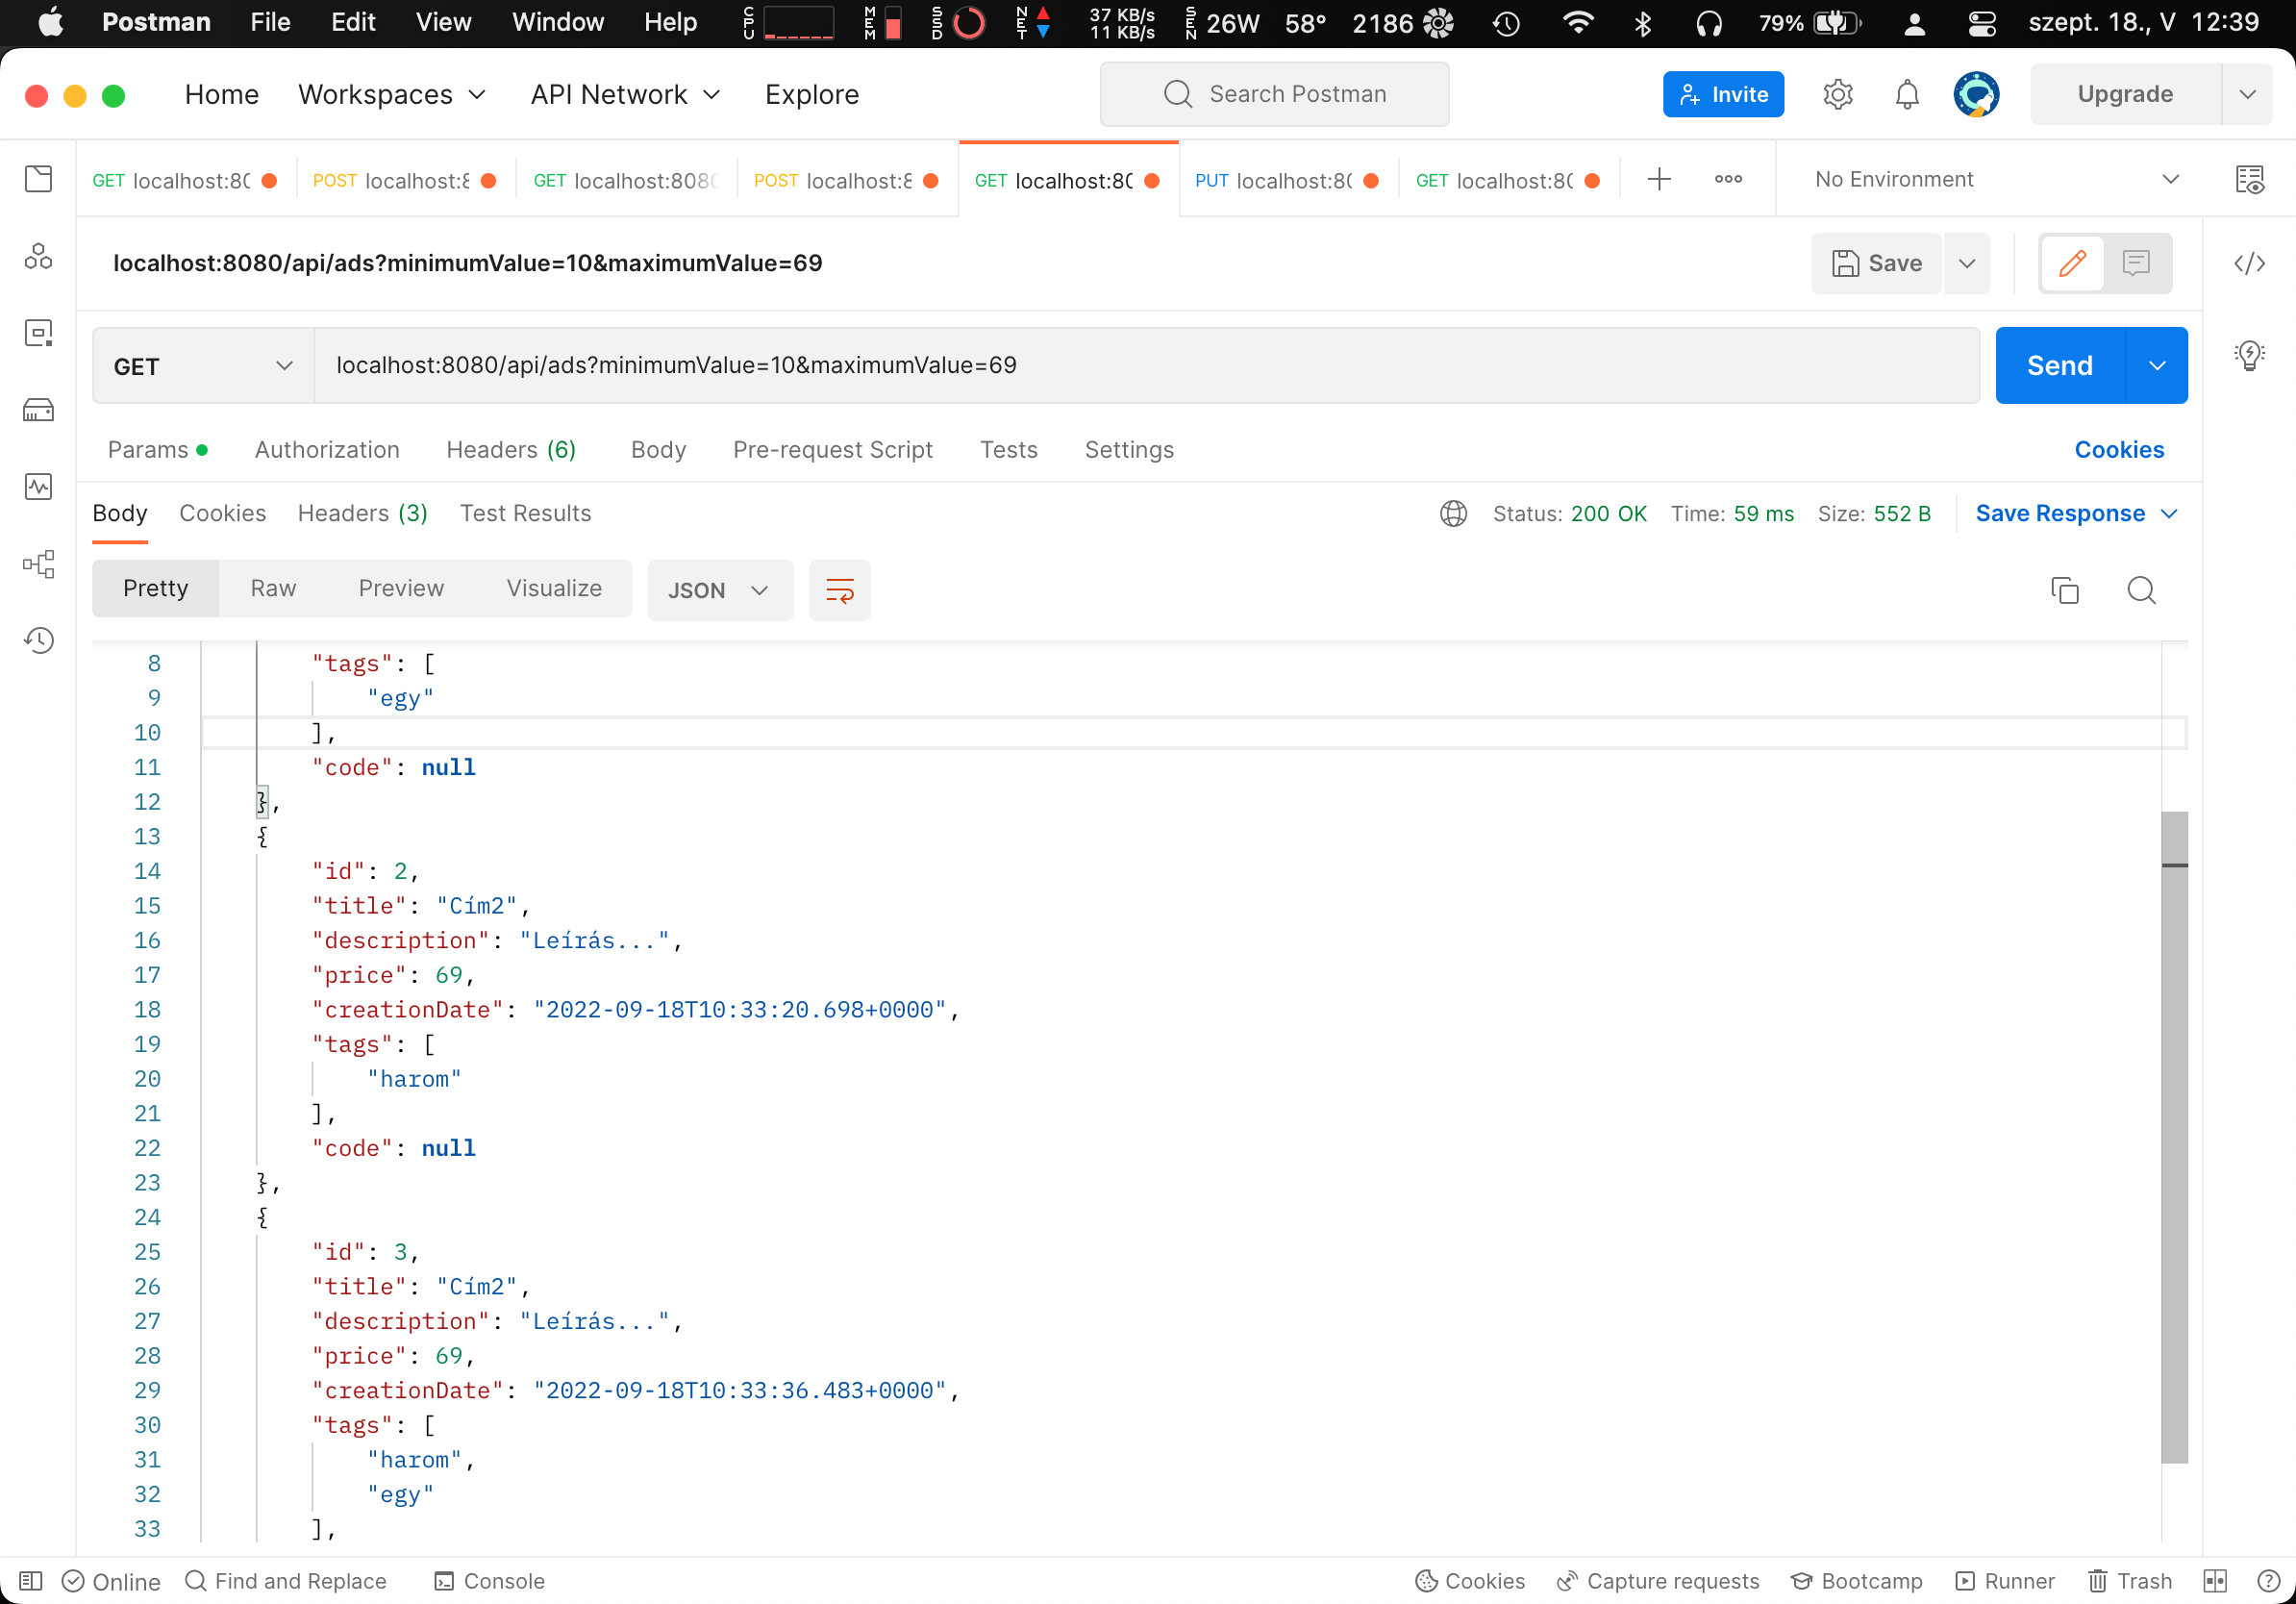 Postman File Edit View Window Help CPU MEM SSD NET 37 KB/s 11 KB/s SEN 26W 58° 2186 79% szept. 18., V 12:39
Home Workspaces API Network Explore Search Postman Invite Upgrade
GET localhost:80 POST localhost:8 GET localhost:8080 POST localhost:8 GET localhost:80 PUT localhost:80 GET localhost:80 No Environment
localhost:8080/api/ads?minimumValue=10&maximumValue=69 Save
GET localhost:8080/api/ads?minimumValue=10&maximumValue=69 Send
Params Authorization Headers (6) Body Pre-request Script Tests Settings Cookies
Body Cookies Headers (3) Test Results Status: 200 OK Time: 59 ms Size: 552 B Save Response
Pretty Raw Preview Visualize JSON
8 "tags": [
9 "egy"
10 ],
11 "code": null
12 },
13 {
14 "id": 2,
15 "title": "Cím2",
16 "description": "Leírás...",
17 "price": 69,
18 "creationDate": "2022-09-18T10:33:20.698+0000",
19 "tags": [
20 "harom"
21 ],
22 "code": null
23 },
24 {
25 "id": 3,
26 "title": "Cím2",
27 "description": "Leírás...",
28 "price": 69,
29 "creationDate": "2022-09-18T10:33:36.483+0000",
30 "tags": [
31 "harom",
32 "egy"
33 ],
Online Find and Replace Console Cookies Capture requests Bootcamp Runner Trash